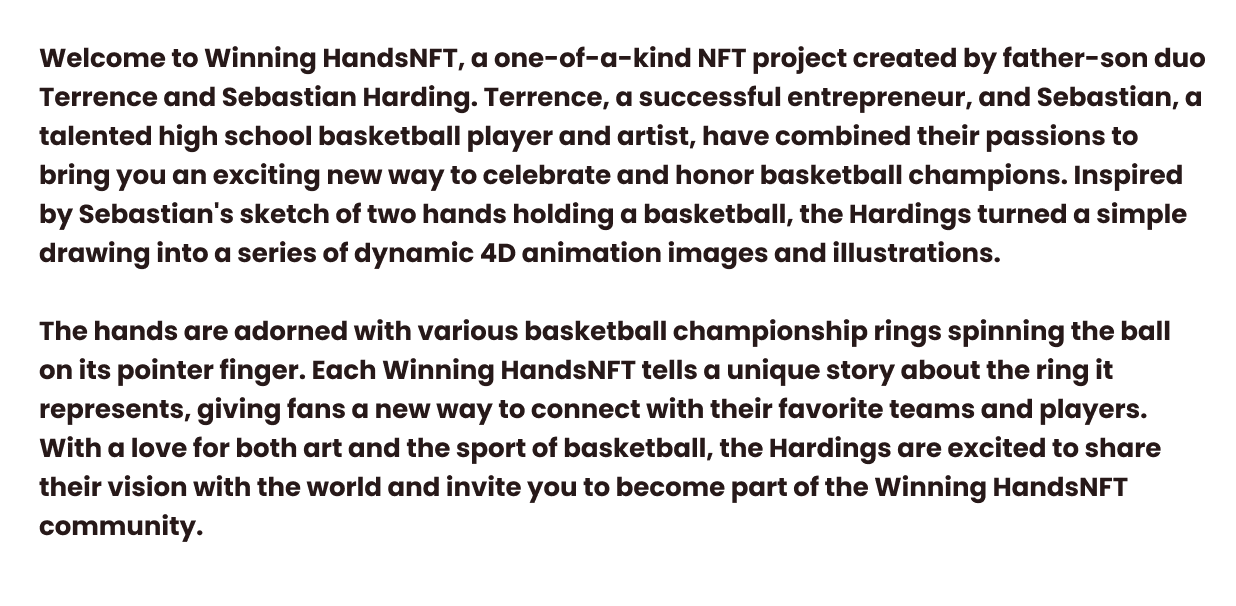 Welcome to Winning HandsNFT, a one-of-a-kind NFT project created by father-son duo
Terrence and Sebastian Harding. Terrence, a successful entrepreneur, and Sebastian, a
talented high school basketball player and artist, have combined their passions to
bring you an exciting new way to celebrate and honor basketball champions. Inspired
by Sebastian's sketch of two hands holding a basketball, the Hardings turned a simple
drawing into a series of dynamic 4D animation images and illustrations.
The hands are adorned with various basketball championship rings spinning the ball
on its pointer finger. Each Winning HandsNFT tells a unique story about the ring it
represents, giving fans a new way to connect with their favorite teams and players.
With a love for both art and the sport of basketball, the Hardings are excited to share
their vision with the world and invite you to become part of the Winning HandsNFT
community.